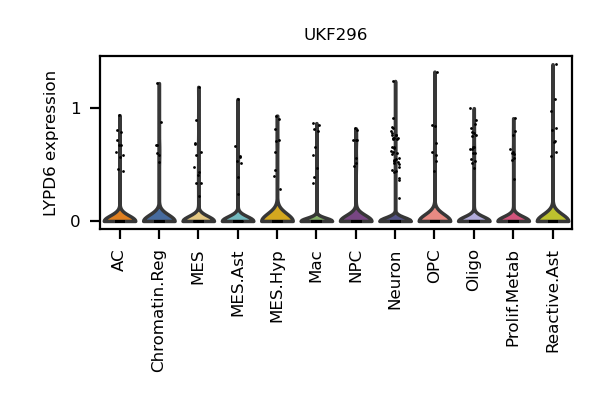 UKF296
LYPD6 expression
1
0
AC
Chromatin.Reg
MES
MES.Ast
MES.Hyp
Mac
NPC
Neuron
OPC
Oligo
Prolif.Metab
Reactive.Ast